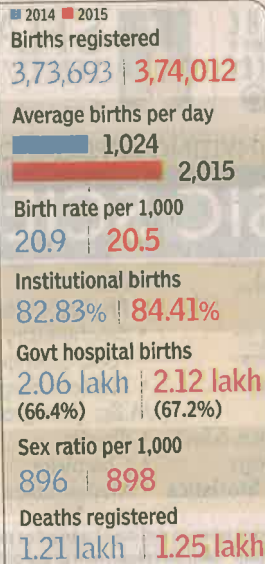 2014 2015
Births registered
3,73,693 3,74,012
Average births per day
1,024
2,015
Birth rate per 1,000
20.9 20.5
Institutional births
82.83% 84.41%
Govt hospital births
2.06 lakh 2.12 lakh
(66.4%) (67.2%)
Sex ratio per 1,000
896 898
Deaths registered
1.21 lakh 1.25 lakh